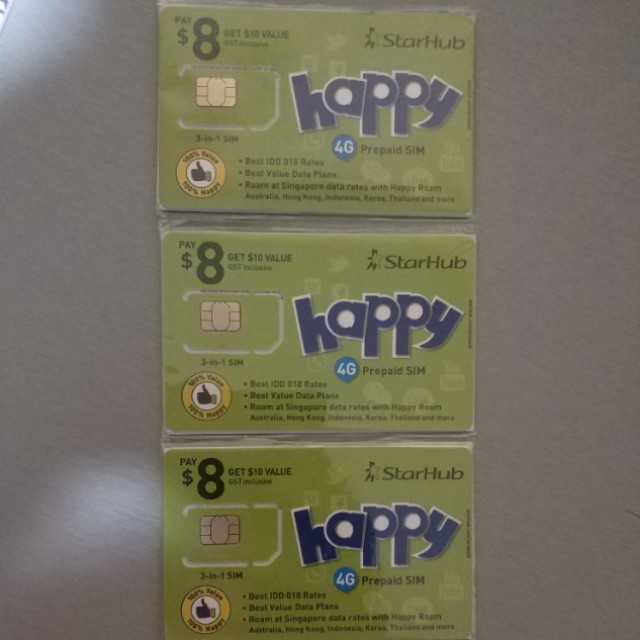 PAY
$8 GET $10 VALUE
GST inclusive
StarHub
happy
3-in-1 SIM
4G Prepaid SIM
100% Value
100% Happy
• Best IDD 018 Rates
• Best Value Data Plans
• Roam at Singapore data rates with Happy Roam
Australia, Hong Kong, Indonesia, Korea, Thailand and more
PAY
$8 GET $10 VALUE
GST inclusive
StarHub
happy
3-in-1 SIM
4G Prepaid SIM
100% Value
100% Happy
• Best IDD 018 Rates
• Best Value Data Plans
• Roam at Singapore data rates with Happy Roam
Australia, Hong Kong, Indonesia, Korea, Thailand and more
PAY
$8 GET $10 VALUE
GST inclusive
StarHub
happy
3-in-1 SIM
4G Prepaid SIM
100% Value
100% Happy
• Best IDD 018 Rates
• Best Value Data Plans
• Roam at Singapore data rates with Happy Roam
Australia, Hong Kong, Indonesia, Korea, Thailand and more